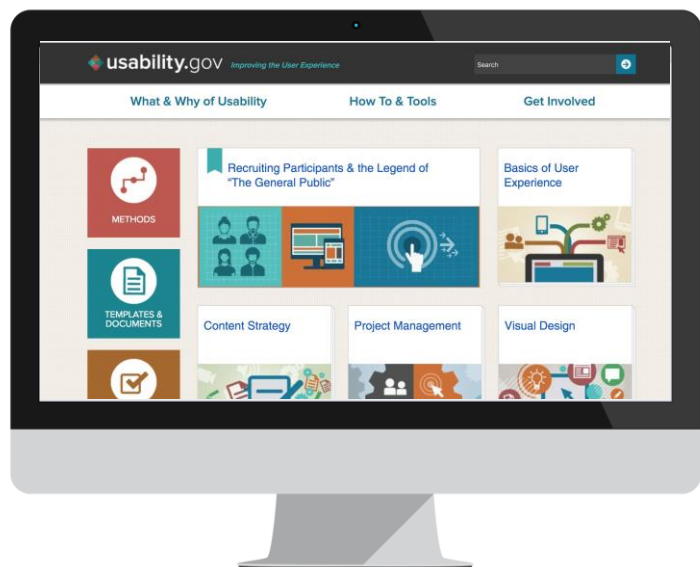 usability.gov Improving the User Experience
Search
What & Why of Usability How To & Tools Get Involved
METHODS
Recruiting Participants & the Legend of
"The General Public"
Basics of User
Experience
TEMPLATES &
DOCUMENTS
Content Strategy
Project Management
Visual Design